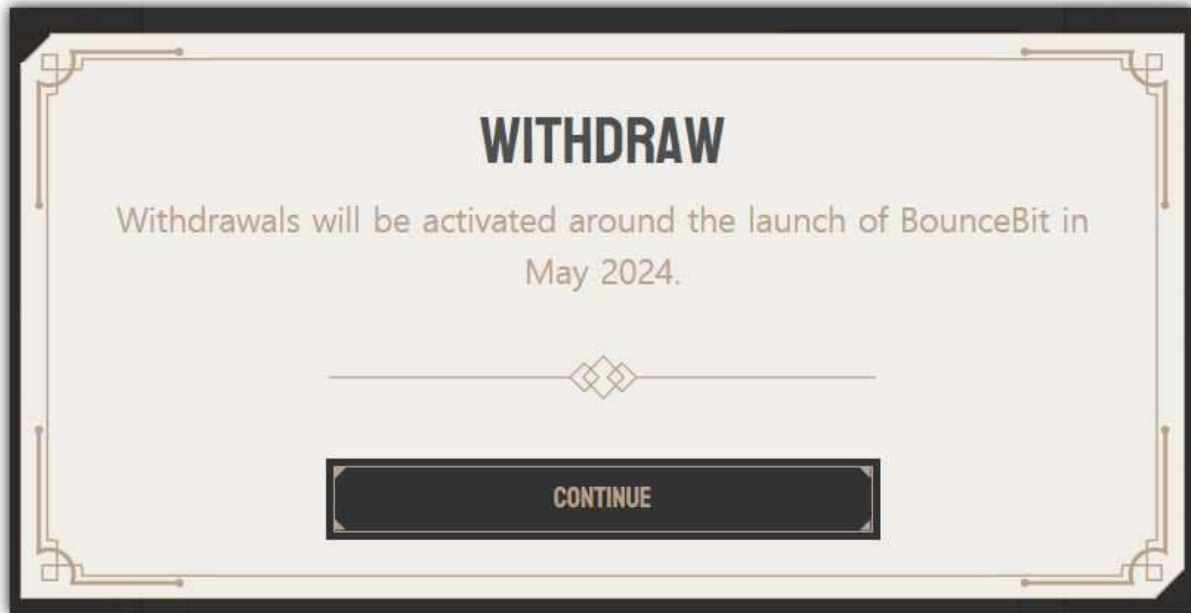 WITHDRAW
Withdrawals will be activated around the launch of BounceBit in
May 2024.
CONTINUE